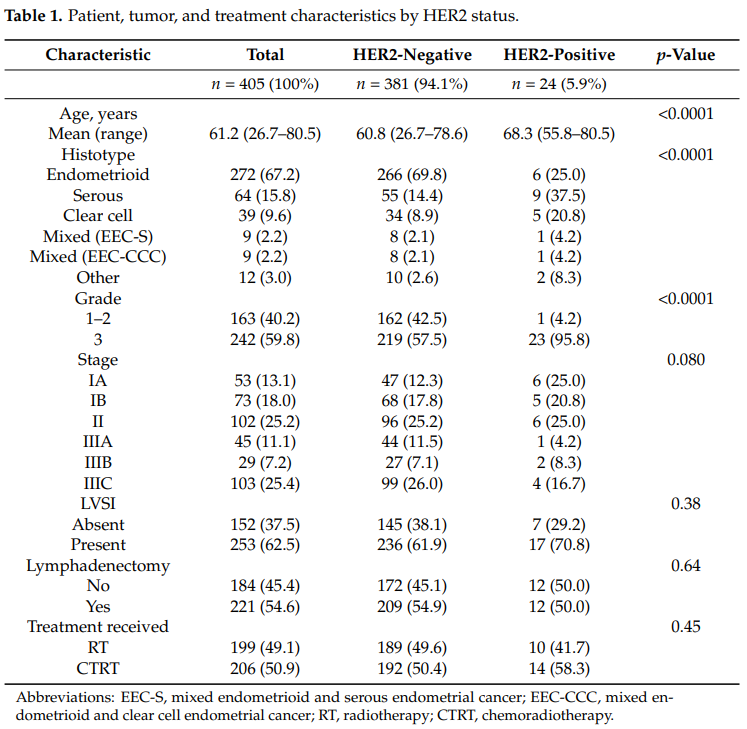 Table 1. Patient, tumor, and treatment characteristics by HER2 status.
Characteristic Total HER2-Negative HER2-Positive p-Value
n = 405 (100%) n = 381 (94.1%) n = 24 (5.9%)
Age, years <0.0001
Mean (range) 61.2 (26.7–80.5) 60.8 (26.7–78.6) 68.3 (55.8–80.5)
Histotype <0.0001
Endometrioid 272 (67.2) 266 (69.8) 6 (25.0)
Serous 64 (15.8) 55 (14.4) 9 (37.5)
Clear cell 39 (9.6) 34 (8.9) 5 (20.8)
Mixed (EEC-S) 9 (2.2) 8 (2.1) 1 (4.2)
Mixed (EEC-CCC) 9 (2.2) 8 (2.1) 1 (4.2)
Other 12 (3.0) 10 (2.6) 2 (8.3)
Grade <0.0001
1–2 163 (40.2) 162 (42.5) 1 (4.2)
3 242 (59.8) 219 (57.5) 23 (95.8)
Stage 0.080
IA 53 (13.1) 47 (12.3) 6 (25.0)
IB 73 (18.0) 68 (17.8) 5 (20.8)
II 102 (25.2) 96 (25.2) 6 (25.0)
IIIA 45 (11.1) 44 (11.5) 1 (4.2)
IIIB 29 (7.2) 27 (7.1) 2 (8.3)
IIIC 103 (25.4) 99 (26.0) 4 (16.7)
LVSI 0.38
Absent 152 (37.5) 145 (38.1) 7 (29.2)
Present 253 (62.5) 236 (61.9) 17 (70.8)
Lymphadenectomy 0.64
No 184 (45.4) 172 (45.1) 12 (50.0)
Yes 221 (54.6) 209 (54.9) 12 (50.0)
Treatment received 0.45
RT 199 (49.1) 189 (49.6) 10 (41.7)
CTRT 206 (50.9) 192 (50.4) 14 (58.3)
Abbreviations: EEC-S, mixed endometrioid and serous endometrial cancer; EEC-CCC, mixed en-
dometrioid and clear cell endometrial cancer; RT, radiotherapy; CTRT, chemoradiotherapy.